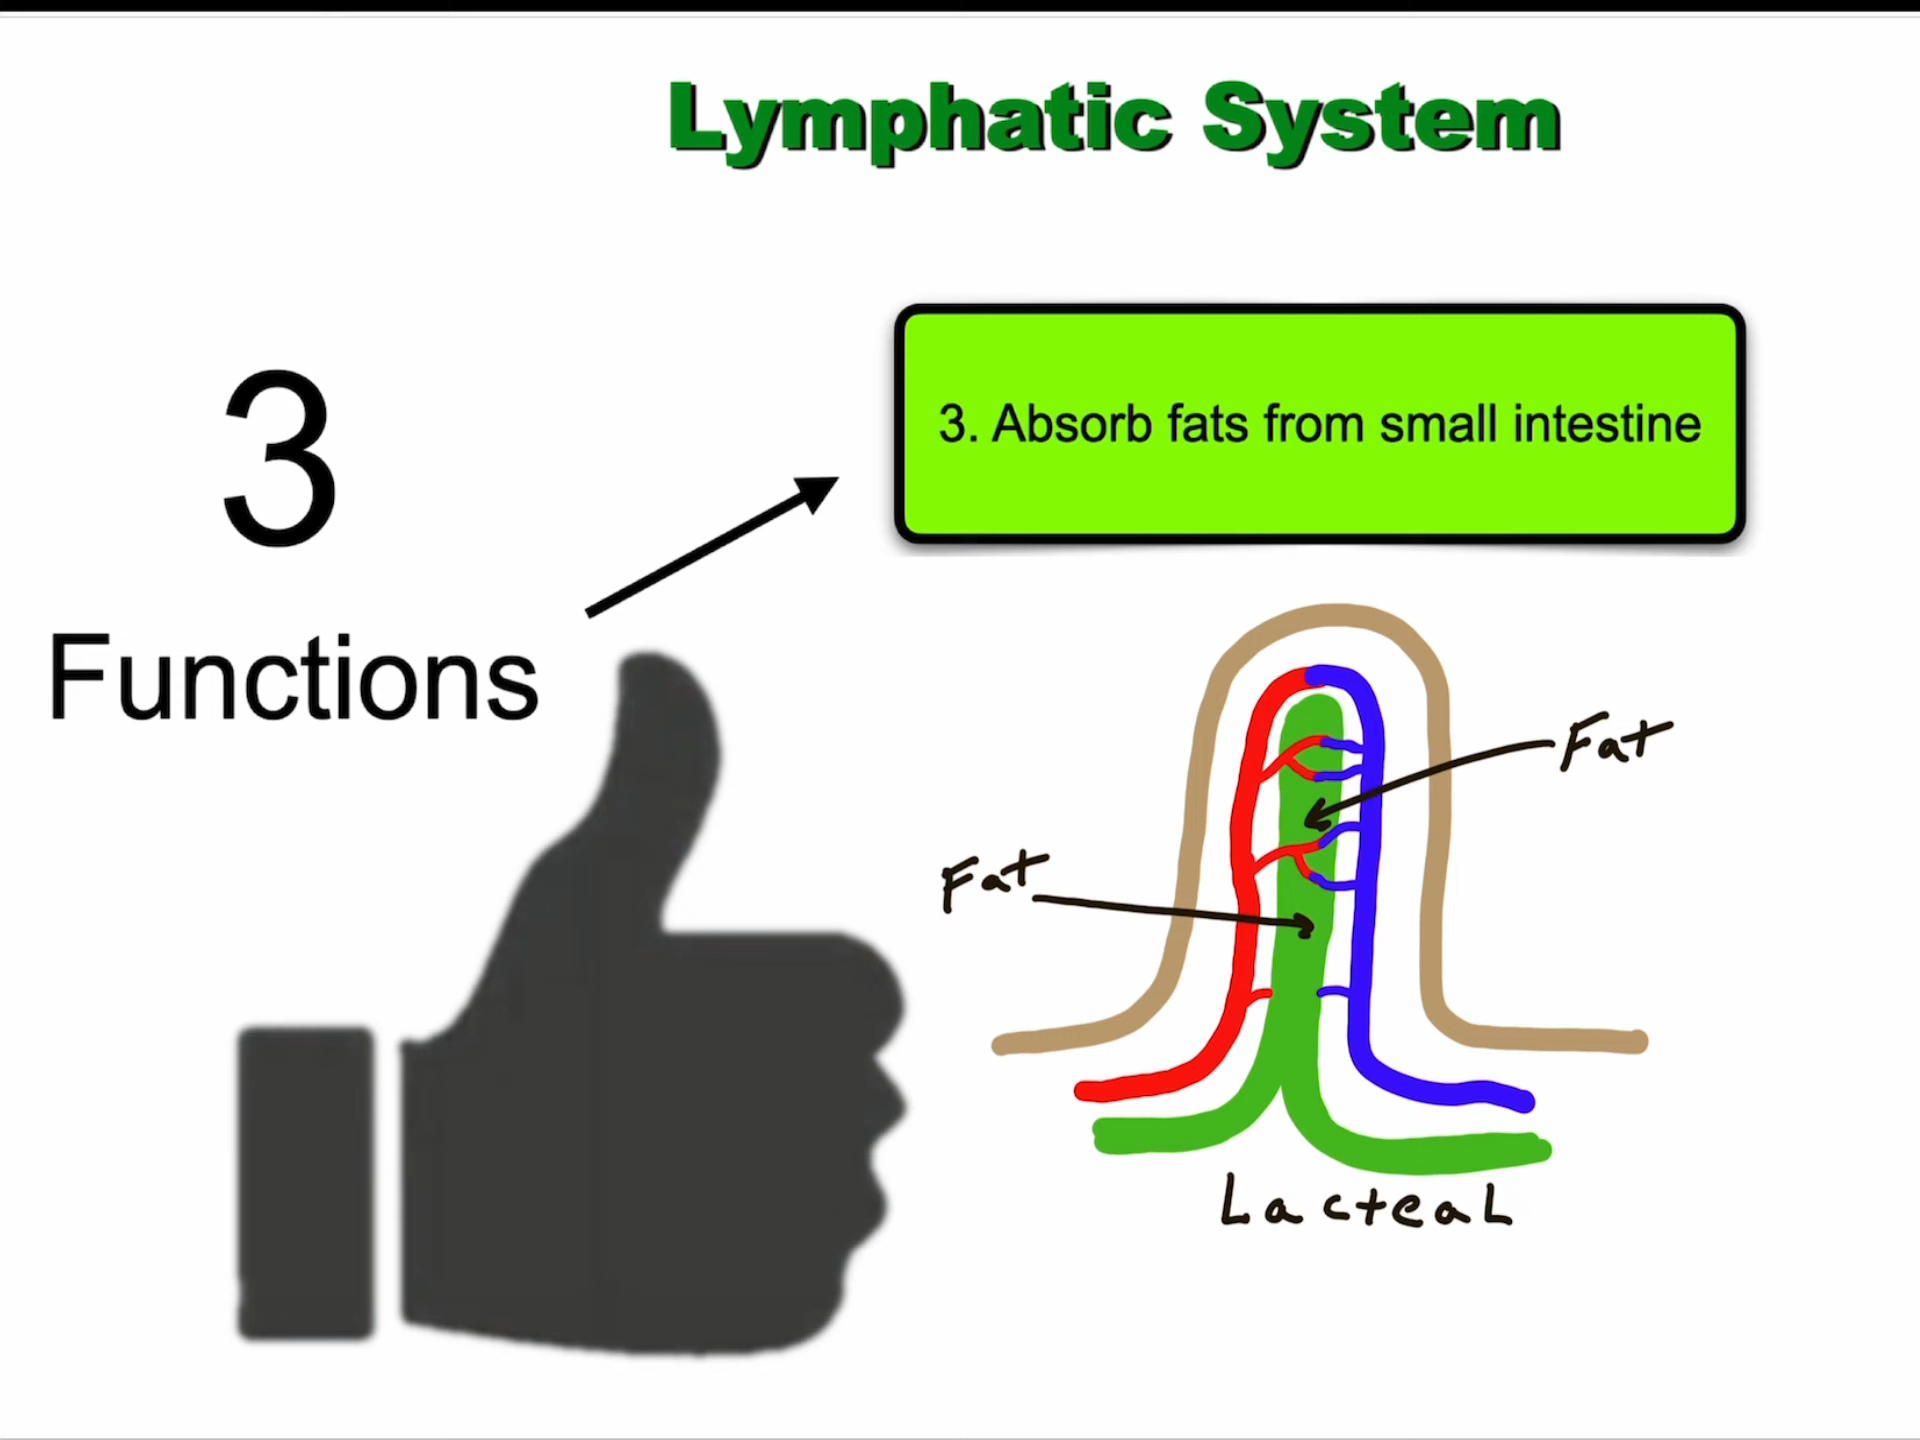 Lymphatic System
3
Functions
3. Absorb fats from small intestine
Fat
Fat
Lacteal